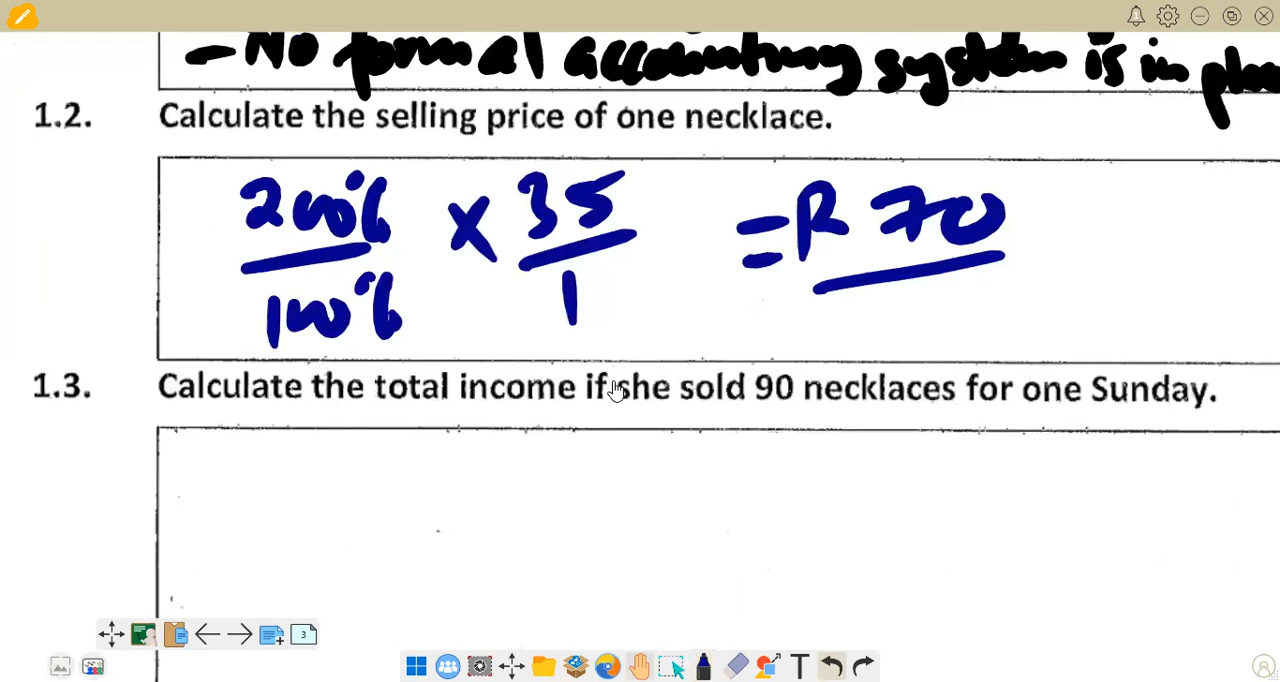 - No formal accounting system is in
1.2. Calculate the selling price of one necklace.
200% x 35 = R 70
100% 1
1.3. Calculate the total income if she sold 90 necklaces for one Sunday.
3